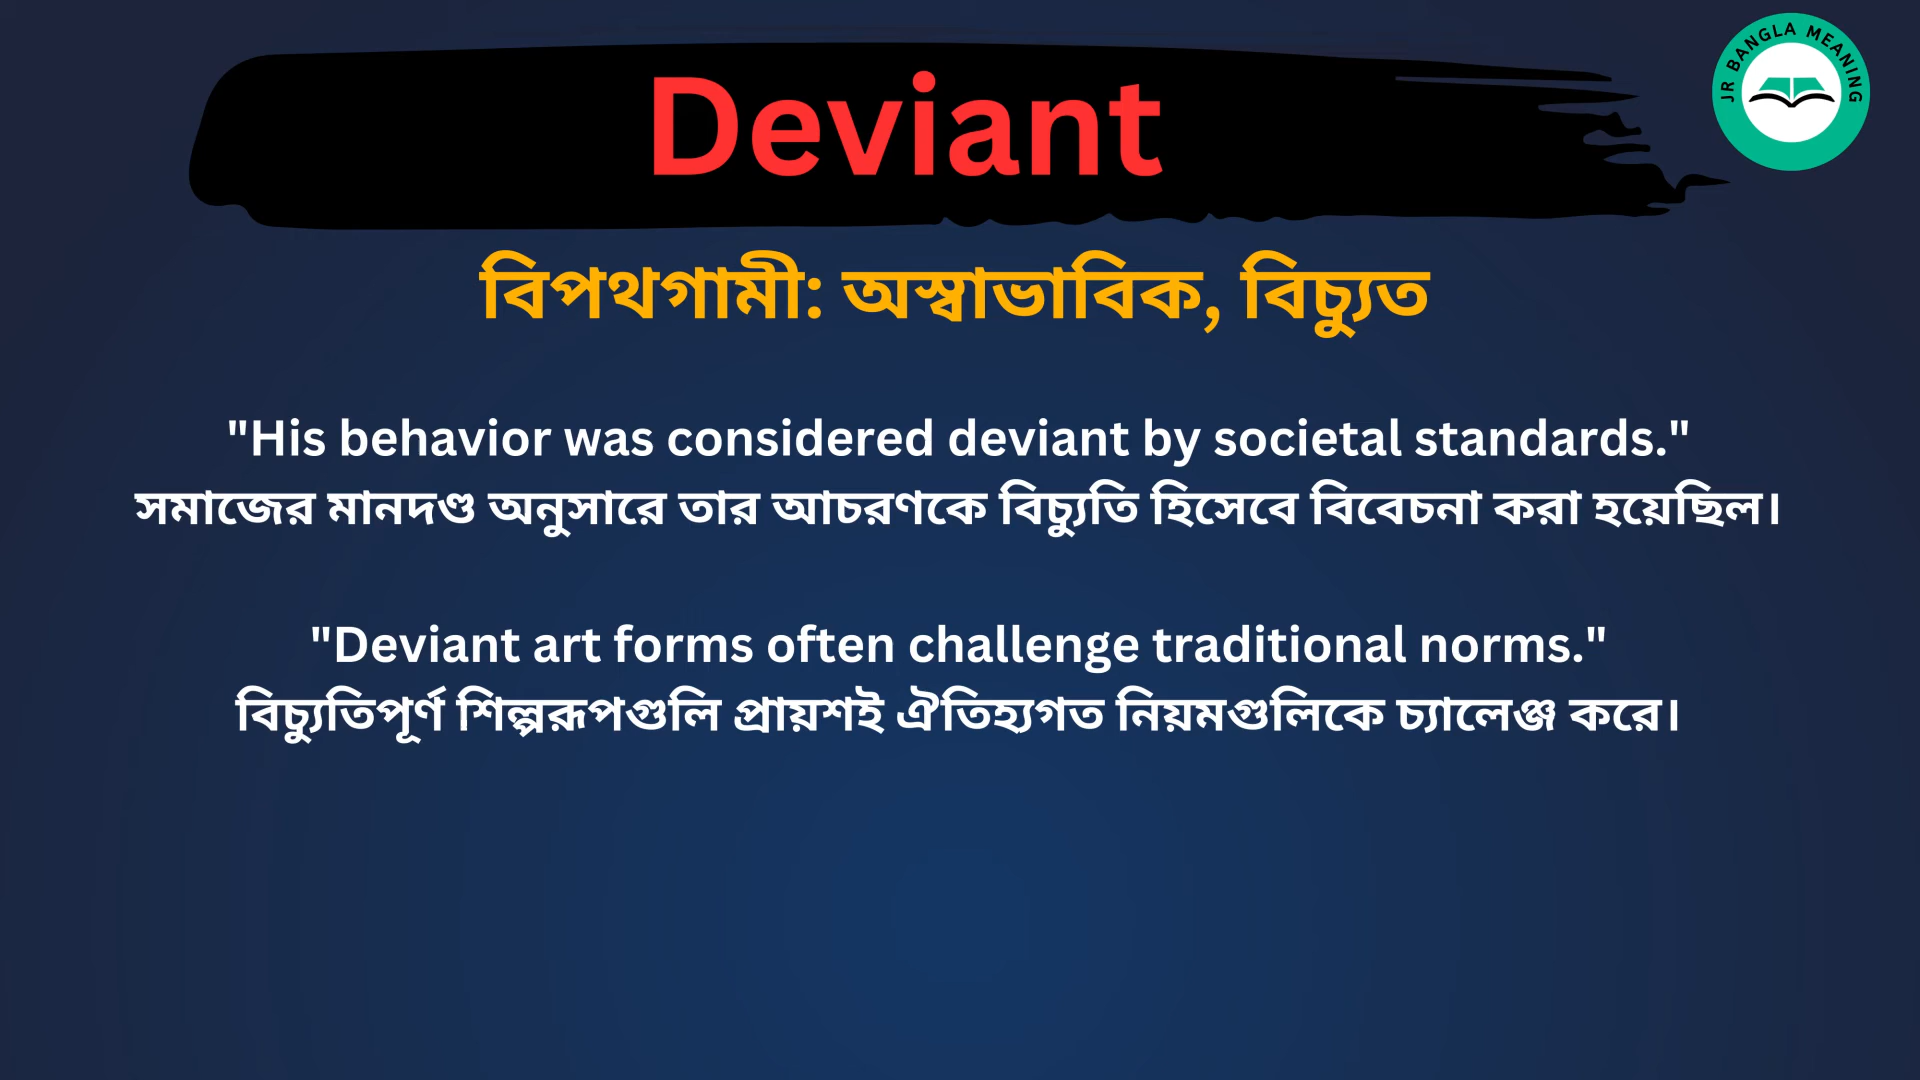 Deviant
JR BANGLA MEANING
বিপথগামী: অস্বাভাবিক, বিচ্যুত
"His behavior was considered deviant by societal standards."
সমাজের মানদণ্ড অনুসারে তার আচরণকে বিচ্যুতি হিসেবে বিবেচনা করা হয়েছিল।
"Deviant art forms often challenge traditional norms."
বিচ্যুতিপূর্ণ শিল্পরূপগুলি প্রায়শই ঐতিহ্যগত নিয়মগুলিকে চ্যালেঞ্জ করে।